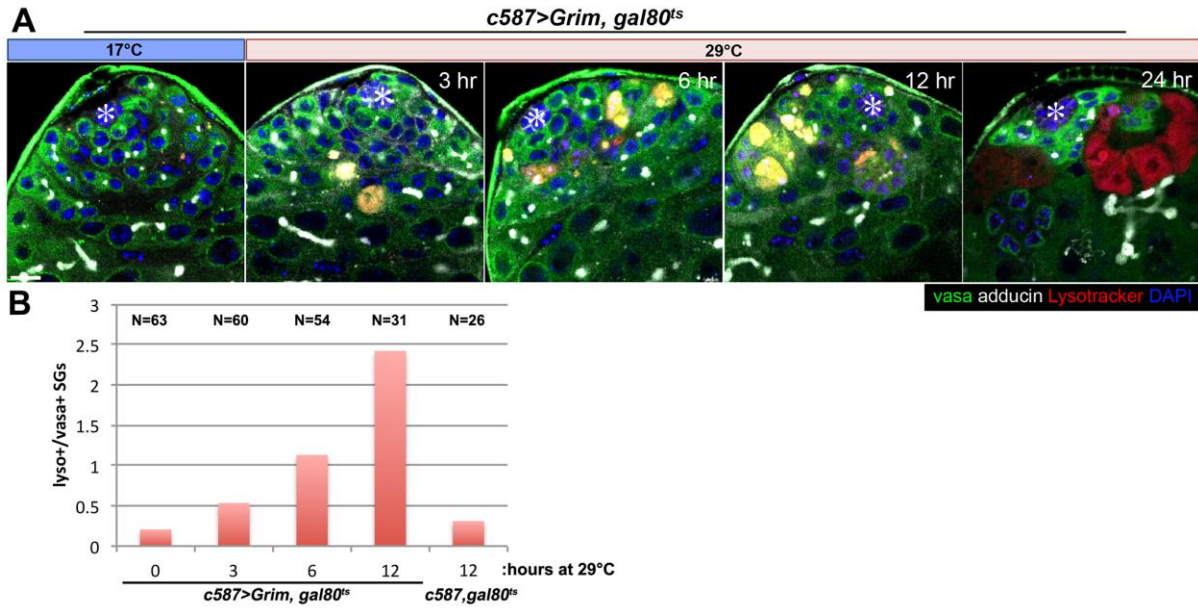 A
c587>Grim, gal80ts
17°C 29°C
* * 3 hr * 6 hr * 12 hr * 24 hr
vasa adducin Lysotracker DAPI
B
3
N=63 N=60 N=54 N=31 N=26
2.5
2
1.5
1
0.5
0
lyso+/vasa+ SGs
0 3 6 12 12 :hours at 29°C
c587>Grim, gal80ts c587,gal80ts